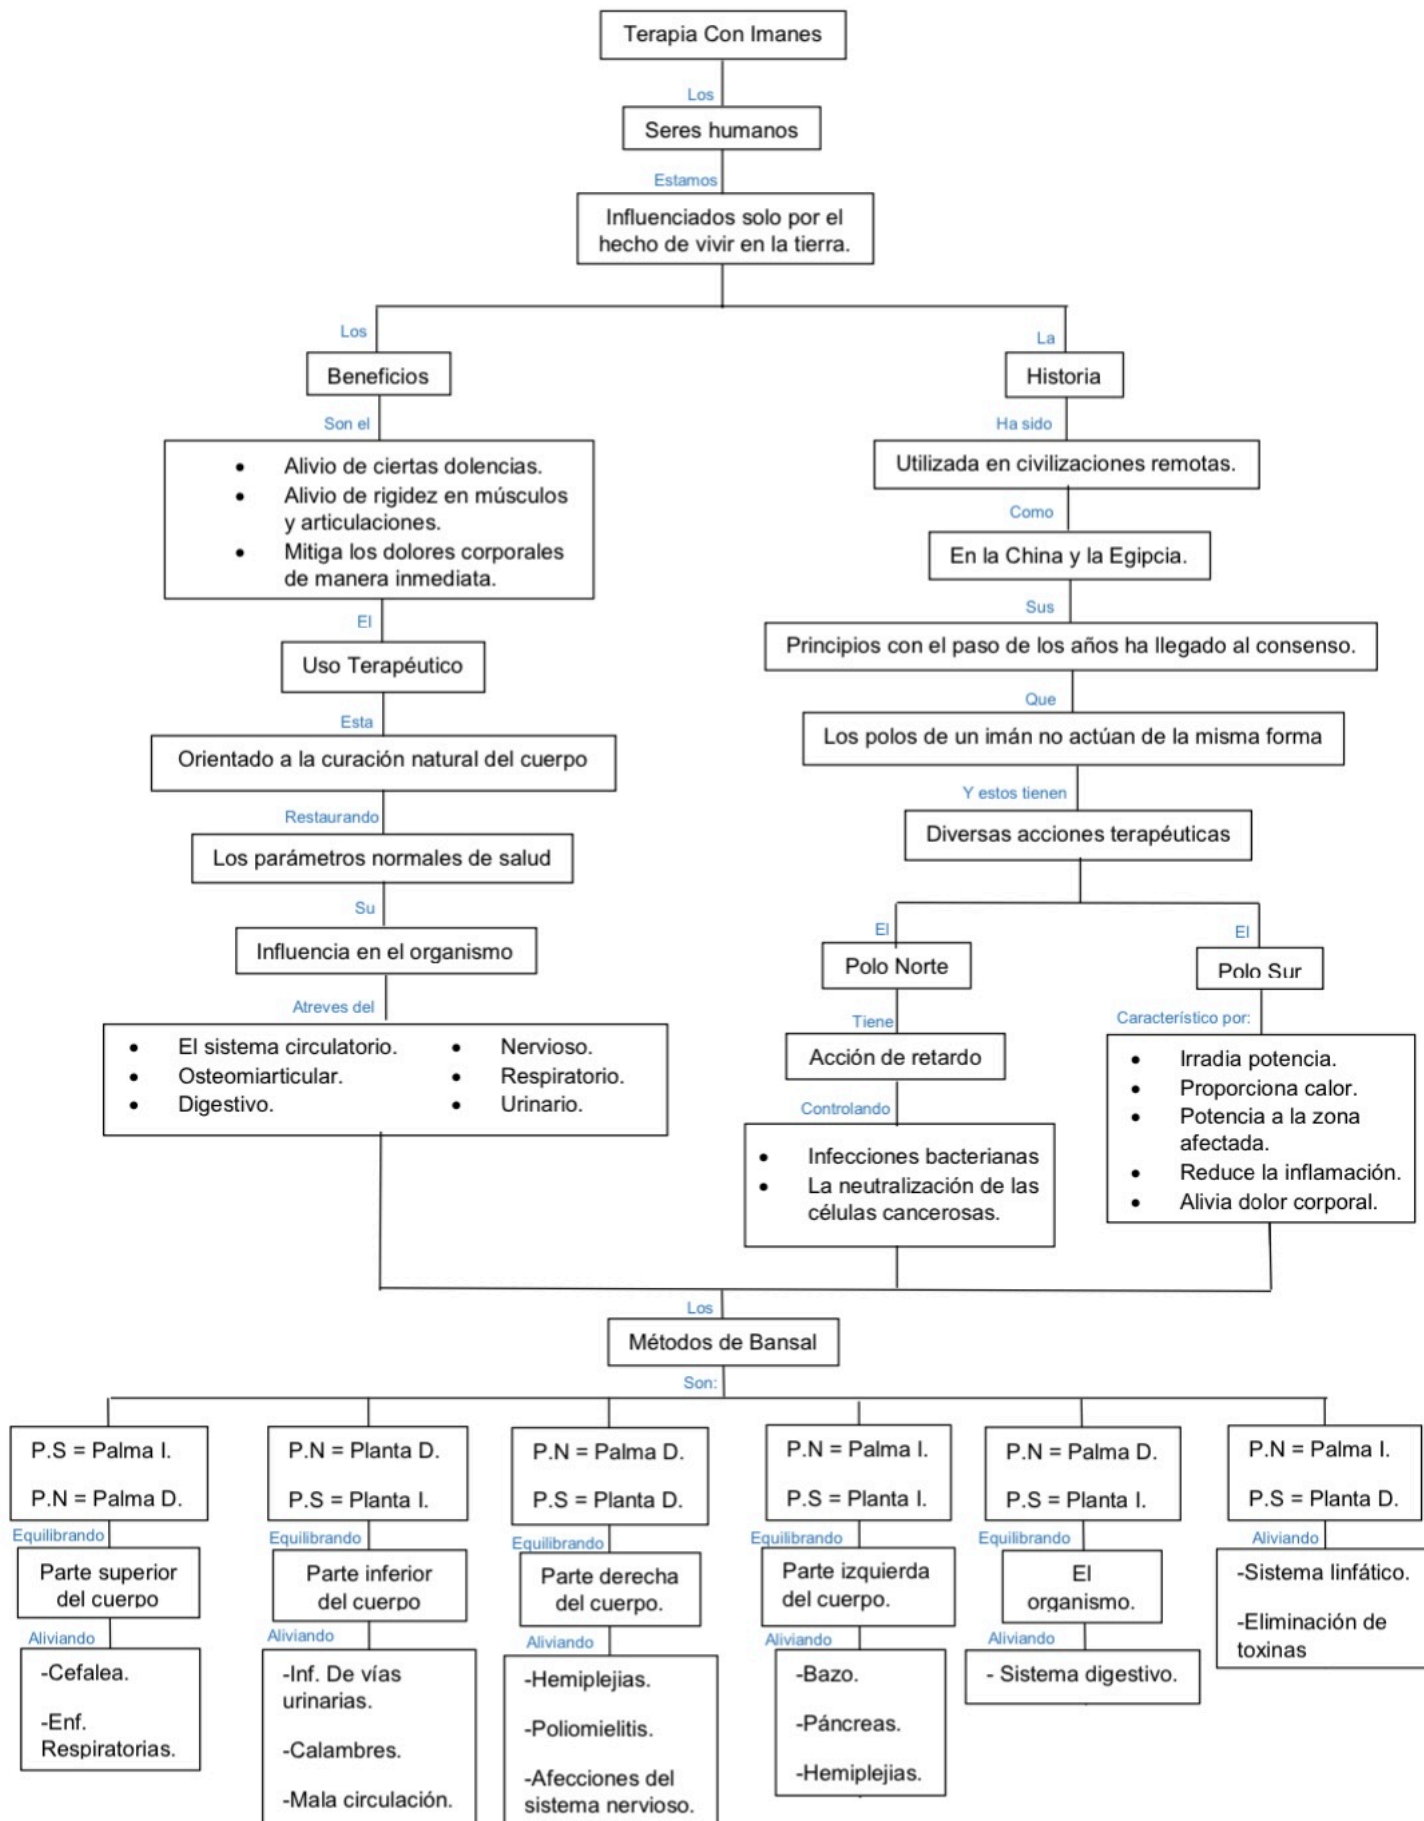 Terapia Con Imanes
Los
Seres humanos
Estamos
Influenciados solo por el
hecho de vivir en la tierra.
Los
Beneficios
Son el
• Alivio de ciertas dolencias.
• Alivio de rigidez en músculos
y articulaciones.
• Mitiga los dolores corporales
de manera inmediata.
El
Uso Terapéutico
Esta
Orientado a la curación natural del cuerpo
Restaurando
Los parámetros normales de salud
Su
Influencia en el organismo
Atreves del
• El sistema circulatorio.
• Osteomiarticular.
• Digestivo.
• Nervioso.
• Respiratorio.
• Urinario.
La
Historia
Ha sido
Utilizada en civilizaciones remotas.
Como
En la China y la Egipcia.
Sus
Principios con el paso de los años ha llegado al consenso.
Que
Los polos de un imán no actúan de la misma forma
Y estos tienen
Diversas acciones terapéuticas
El
Polo Norte
Tiene
Acción de retardo
Controlando
• Infecciones bacterianas
• La neutralización de las
células cancerosas.
El
Polo Sur
Característico por:
• Irradia potencia.
• Proporciona calor.
• Potencia a la zona
afectada.
• Reduce la inflamación.
• Alivia dolor corporal.
Los
Métodos de Bansal
Son:
P.S = Palma I.
P.N = Palma D.
Equilibrando
Parte superior
del cuerpo
Aliviando
-Cefalea.
-Enf.
Respiratorias.
P.N = Planta D.
P.S = Planta I.
Equilibrando
Parte inferior
del cuerpo
Aliviando
-Inf. De vías
urinarias.
-Calambres.
-Mala circulación.
P.N = Palma D.
P.S = Planta D.
Equilibrando
Parte derecha
del cuerpo.
Aliviando
-Hemiplejias.
-Poliomielitis.
-Afecciones del
sistema nervioso.
P.N = Palma I.
P.S = Planta I.
Equilibrando
Parte izquierda
del cuerpo.
Aliviando
-Bazo.
-Páncreas.
-Hemiplejias.
P.N = Palma D.
P.S = Planta I.
Equilibrando
El
organismo.
Aliviando
- Sistema digestivo.
P.N = Palma I.
P.S = Planta D.
Aliviando
-Sistema linfático.
-Eliminación de
toxinas